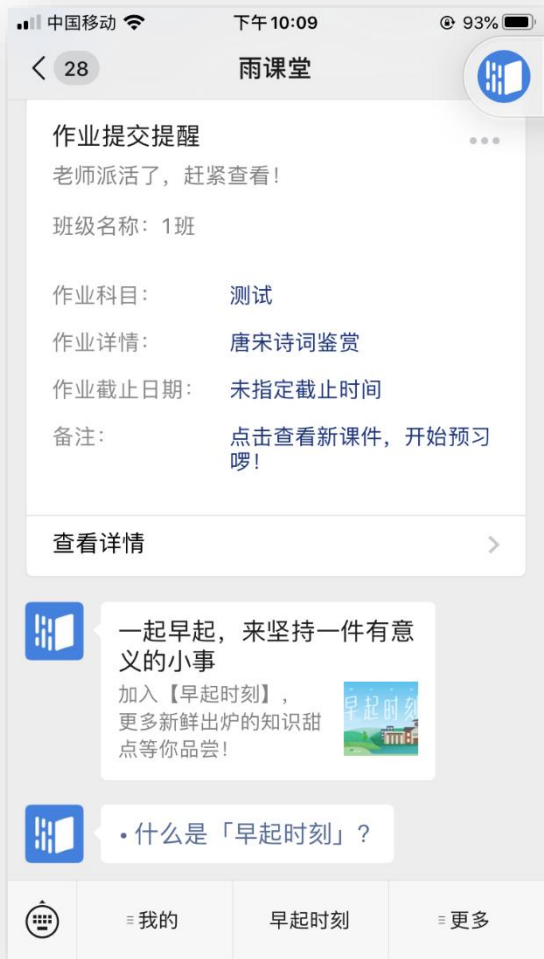 中国移动
下午10:09
93%
28
雨课堂
作业提交提醒
老师派活了，赶紧查看！
班级名称：1班
作业科目：
测试
作业详情：
唐宋诗词鉴赏
作业截止日期：
未指定截止时间
备注：
点击查看新课件，开始预习
啰！
查看详情
一起早起，来坚持一件有意
义的小事
加入【早起时刻】，
更多新鲜出炉的知识甜
点等你品尝！
早起时刻
• 什么是「早起时刻」?
我的
早起时刻
更多